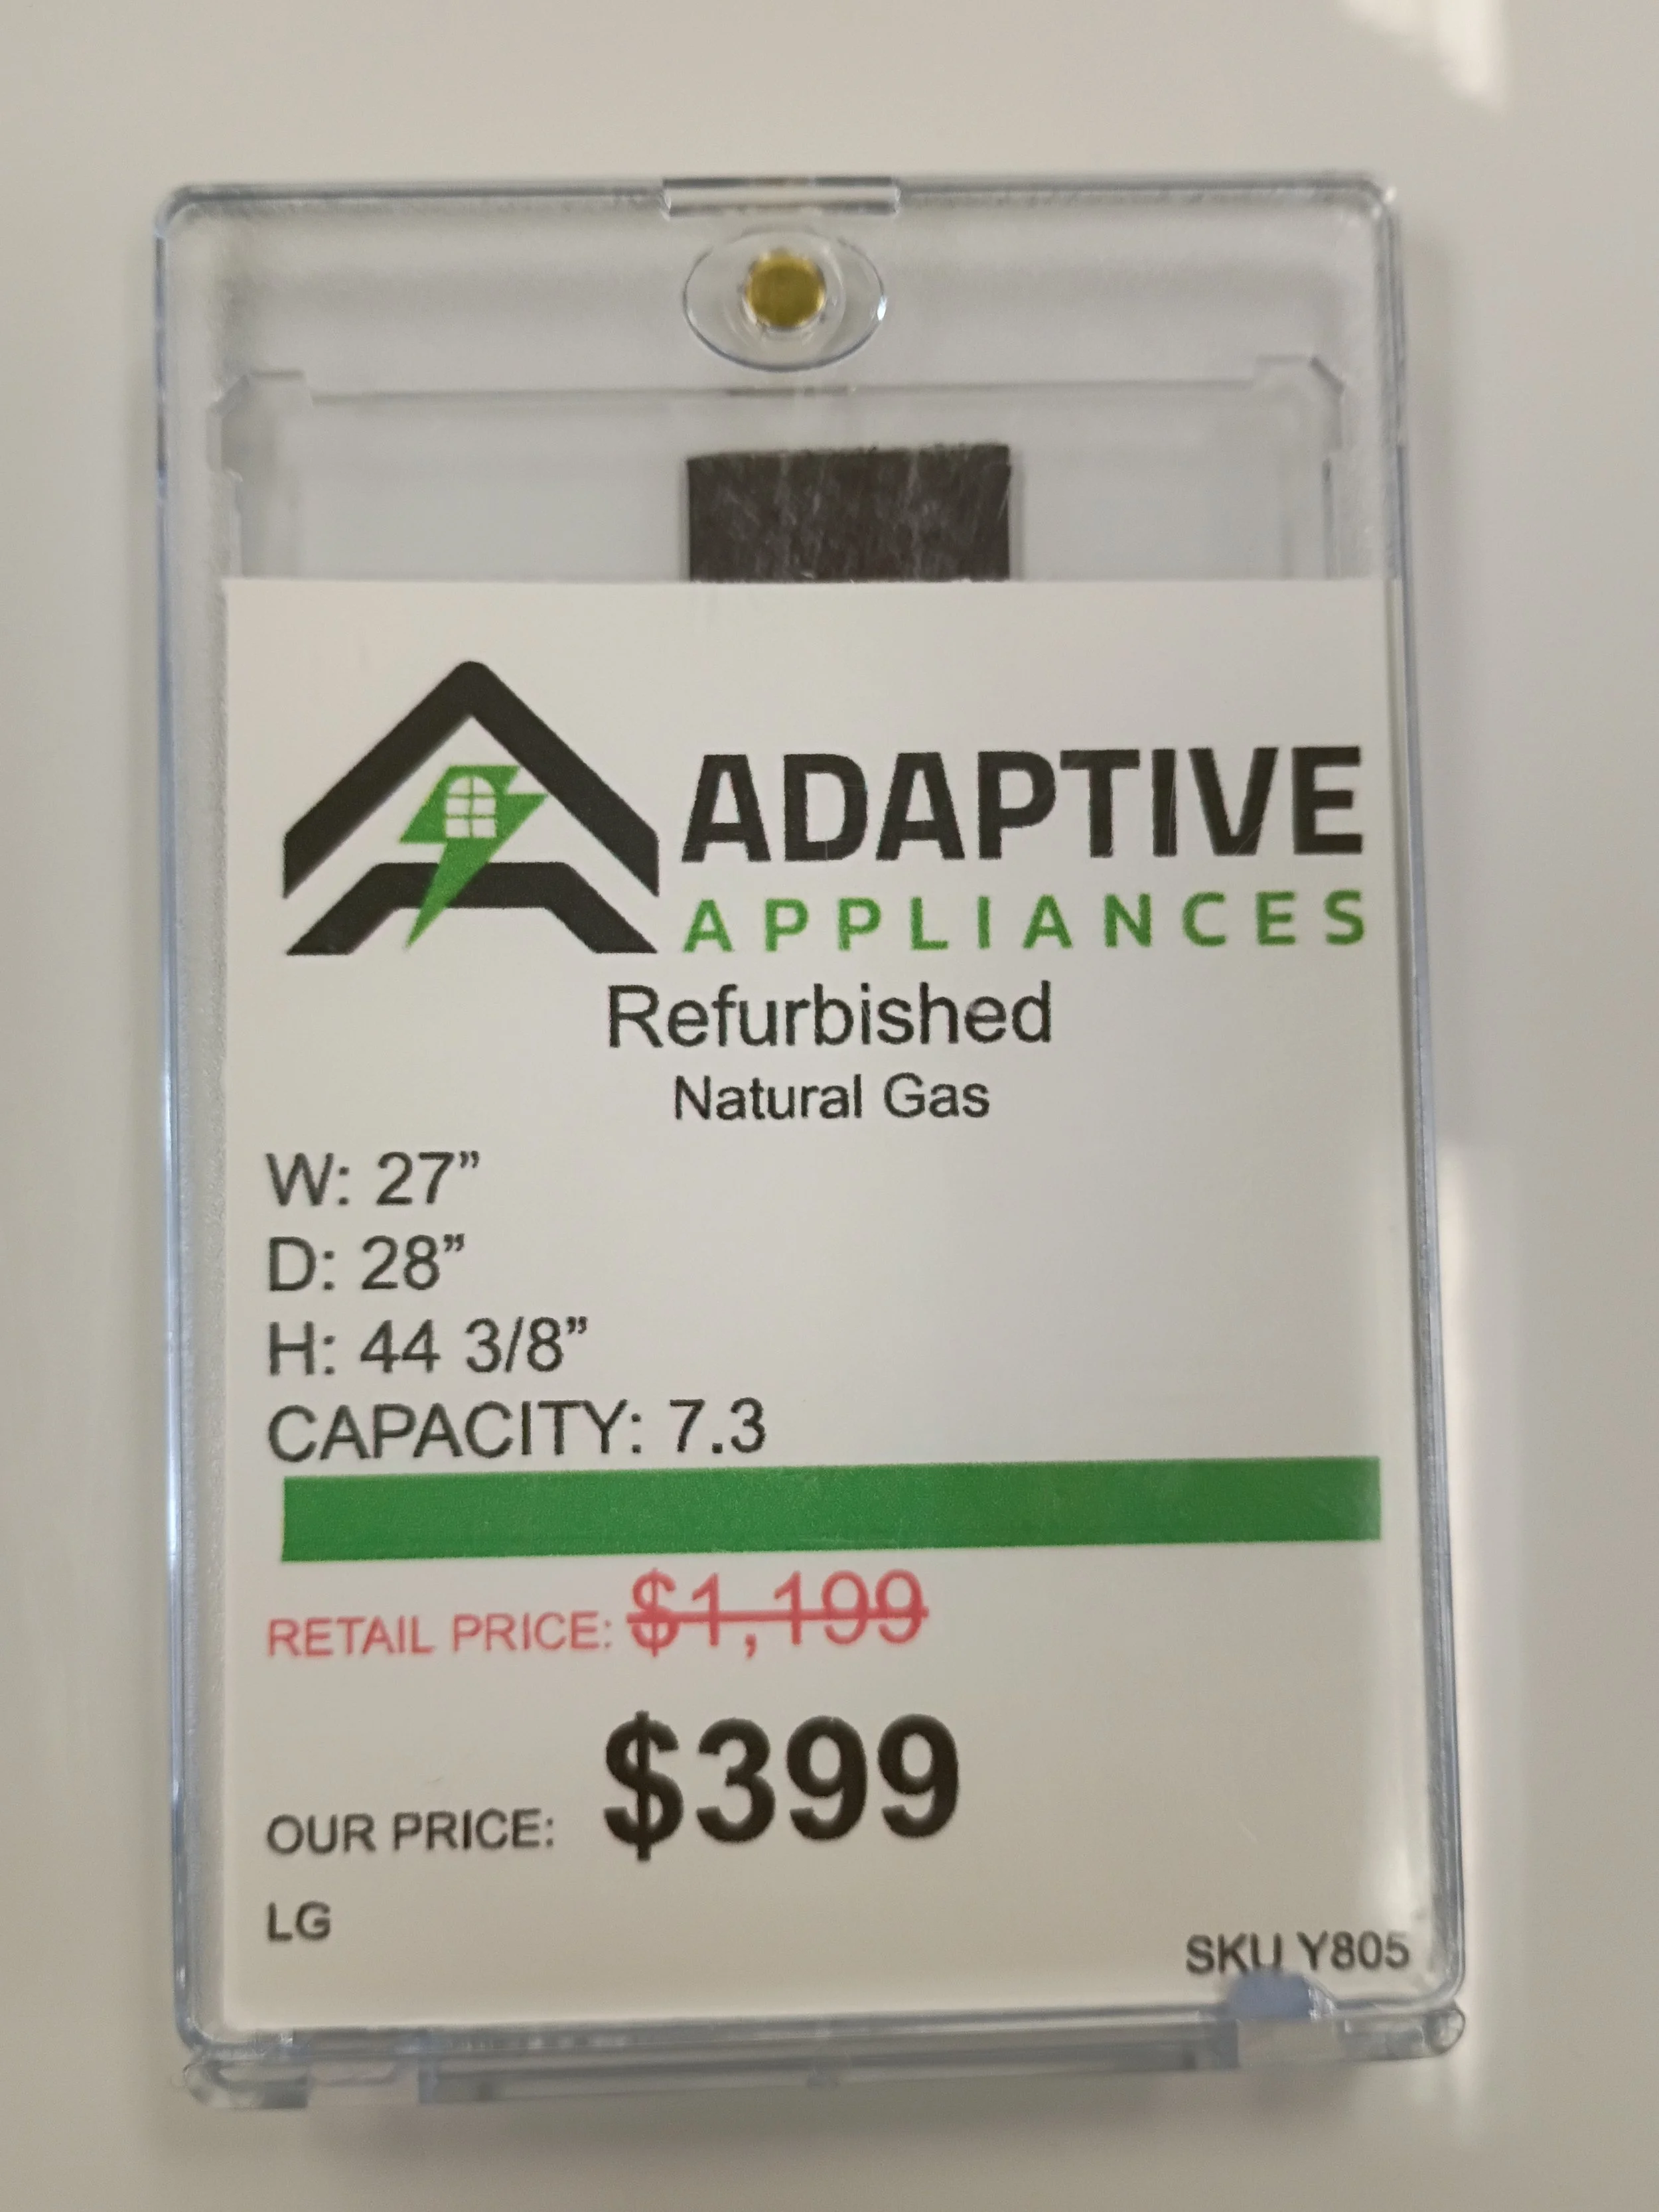 ADAPTIVE
APPLIANCES
Refurbished
Natural Gas
W: 27”
D: 28”
H: 44 3/8”
CAPACITY: 7.3
RETAIL PRICE: $1,199
OUR PRICE: $399
LG
SKU Y805